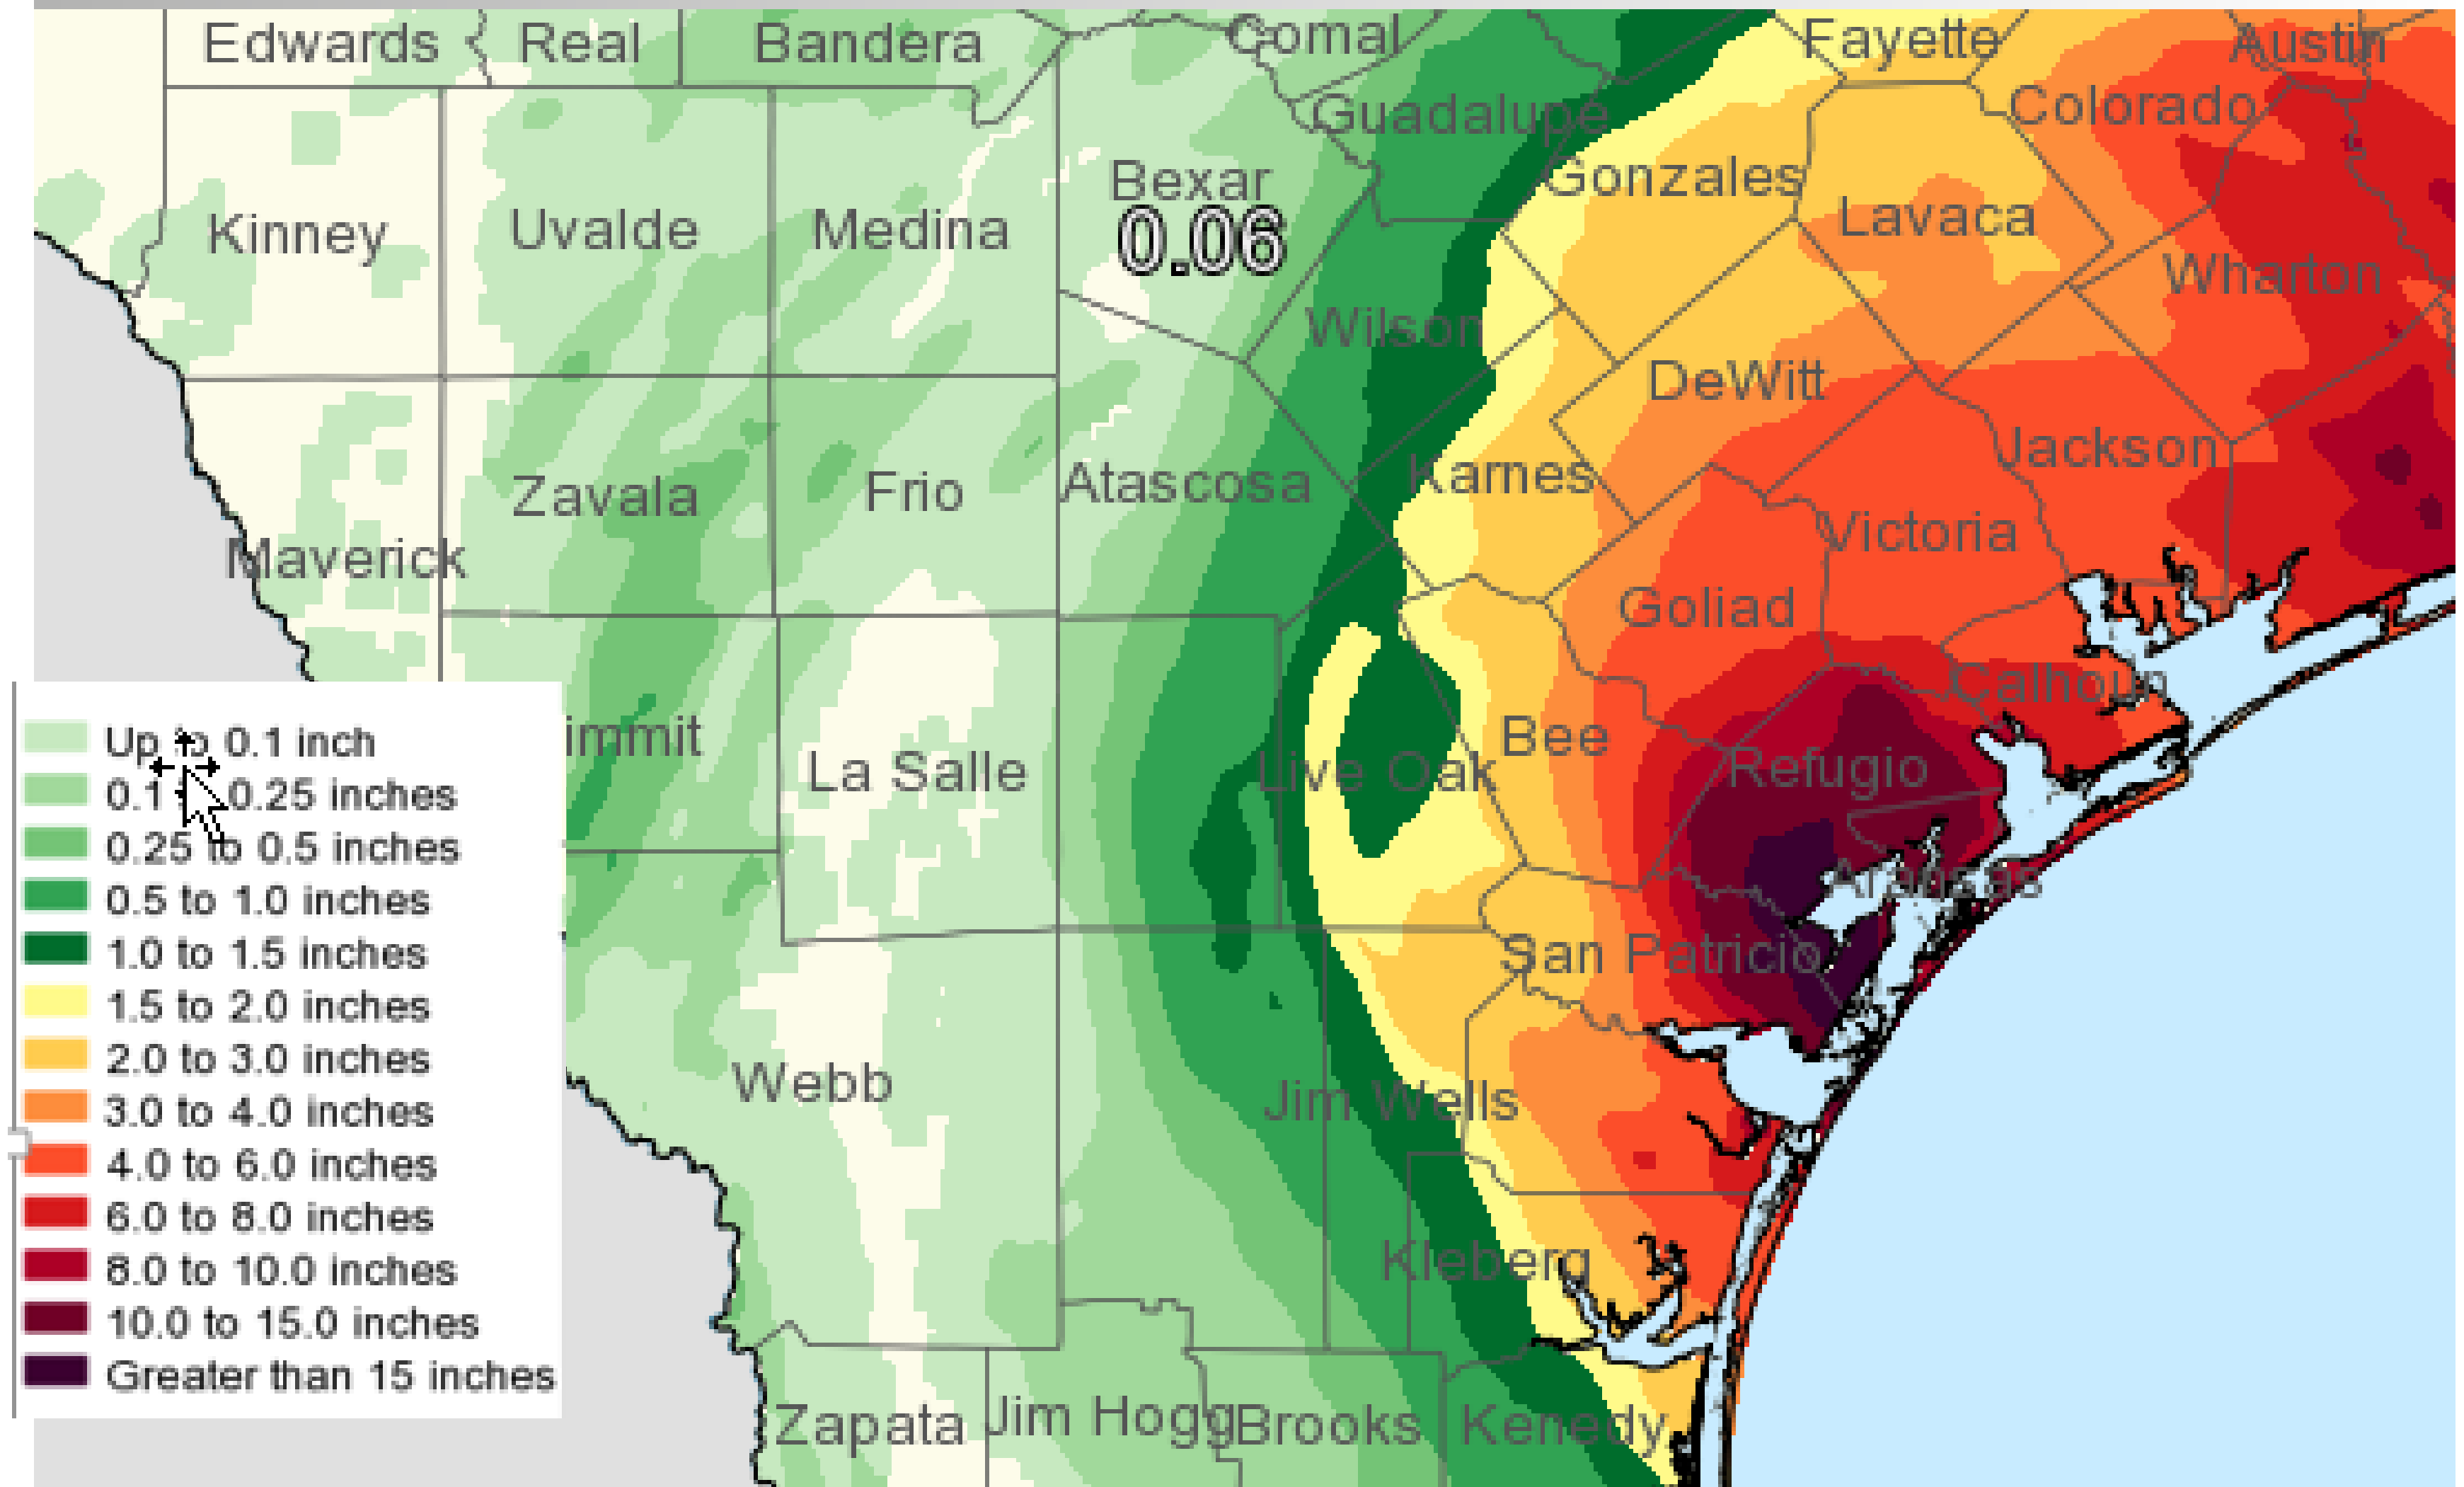 Edwards Real Bandera Comal Fayette Austin
Guadalupe Colorado
Bexar Gonzales
0.06
Kinney Uvalde Medina Lavaca
Wilson Wharton
DeWitt
Zavala Frio Atascosa Karnes Jackson
Maverick Victoria
Goliad
immit La Salle Live Oak Bee Refugio Calhoun
Aransas
San Patricio
Webb Jim Wells
Kleberg
Zapata Jim Hogg Brooks Kenedy
Up to 0.1 inch
0.1 0.25 inches
0.25 to 0.5 inches
0.5 to 1.0 inches
1.0 to 1.5 inches
1.5 to 2.0 inches
2.0 to 3.0 inches
3.0 to 4.0 inches
4.0 to 6.0 inches
6.0 to 8.0 inches
8.0 to 10.0 inches
10.0 to 15.0 inches
Greater than 15 inches